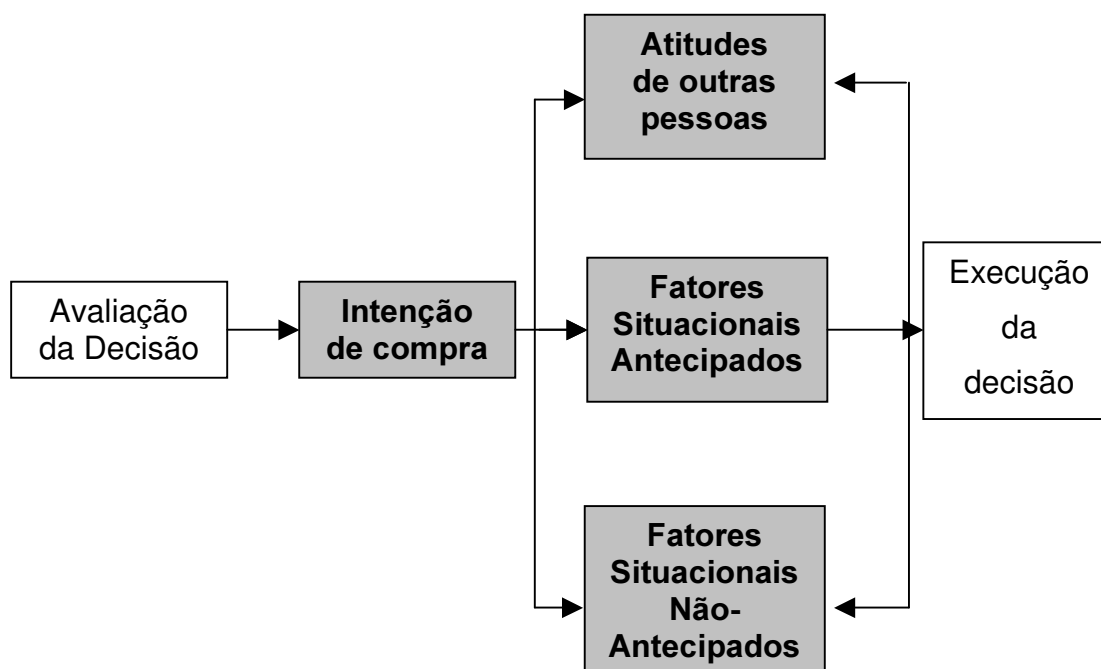 Atitudes
de outras
pessoas
Avaliação
da Decisão
Intenção
de compra
Fatores
Situacionais
Antecipados
Execução
da
decisão
Fatores
Situacionais
Não-
Antecipados